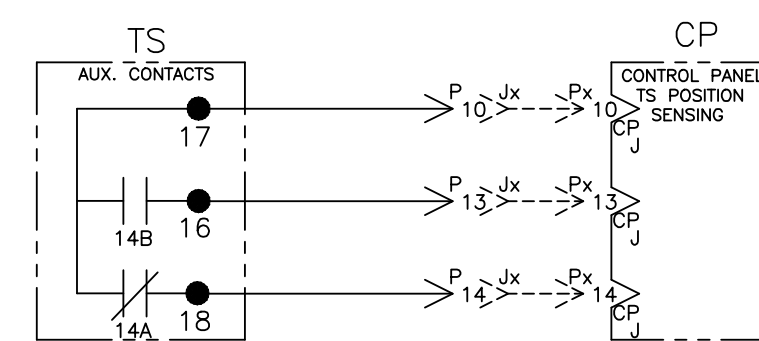 TS
CP
AUX. CONTACTS
CONTROL PANEL
TS POSITION
SENSING
P 10 Jx Px 10
CP
J
17
P 13 Jx Px 13
CP
J
14B
16
P 14 Jx Px 14
CP
J
14A
18